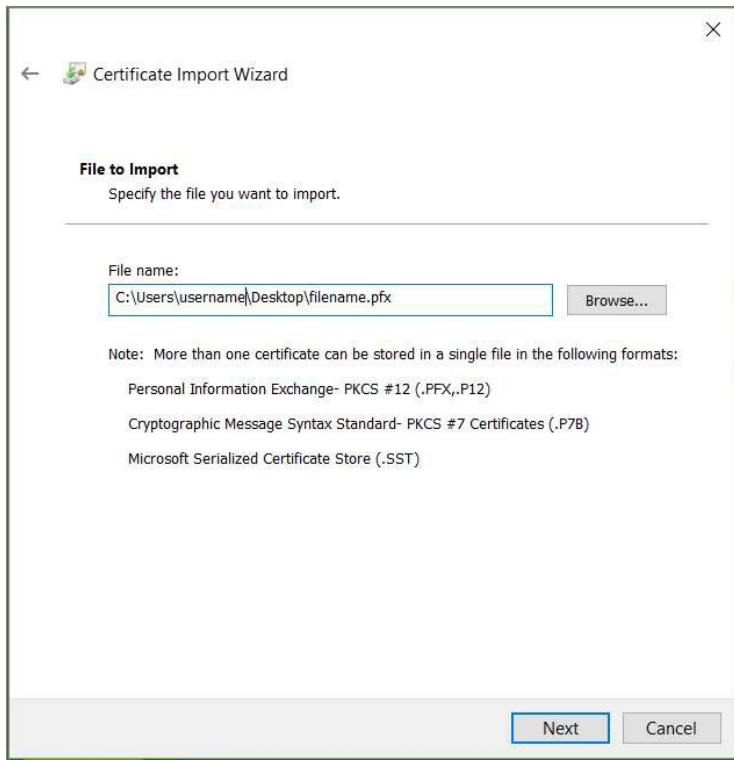 Certificate Import Wizard
File to Import
Specify the file you want to import.
File name:
C:\Users\username\Desktop\filename.pfx
Browse...
Note: More than one certificate can be stored in a single file in the following formats:
Personal Information Exchange- PKCS #12 (.PFX,.P12)
Cryptographic Message Syntax Standard- PKCS #7 Certificates (.P7B)
Microsoft Serialized Certificate Store (.SST)
Next
Cancel